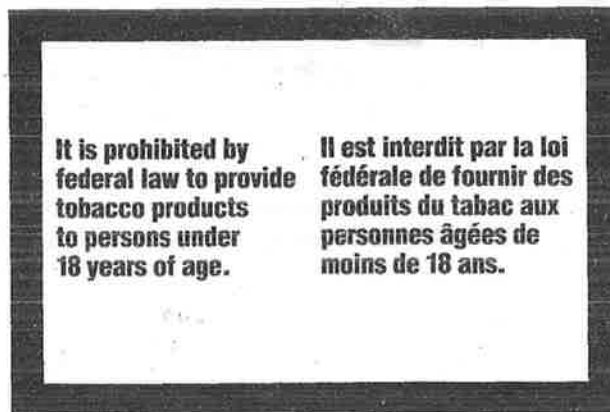 It is prohibited by
federal law to provide
tobacco products
to persons under
18 years of age.
Il est interdit par la loi
fédérale de fournir des
produits du tabac aux
personnes âgées de
moins de 18 ans.